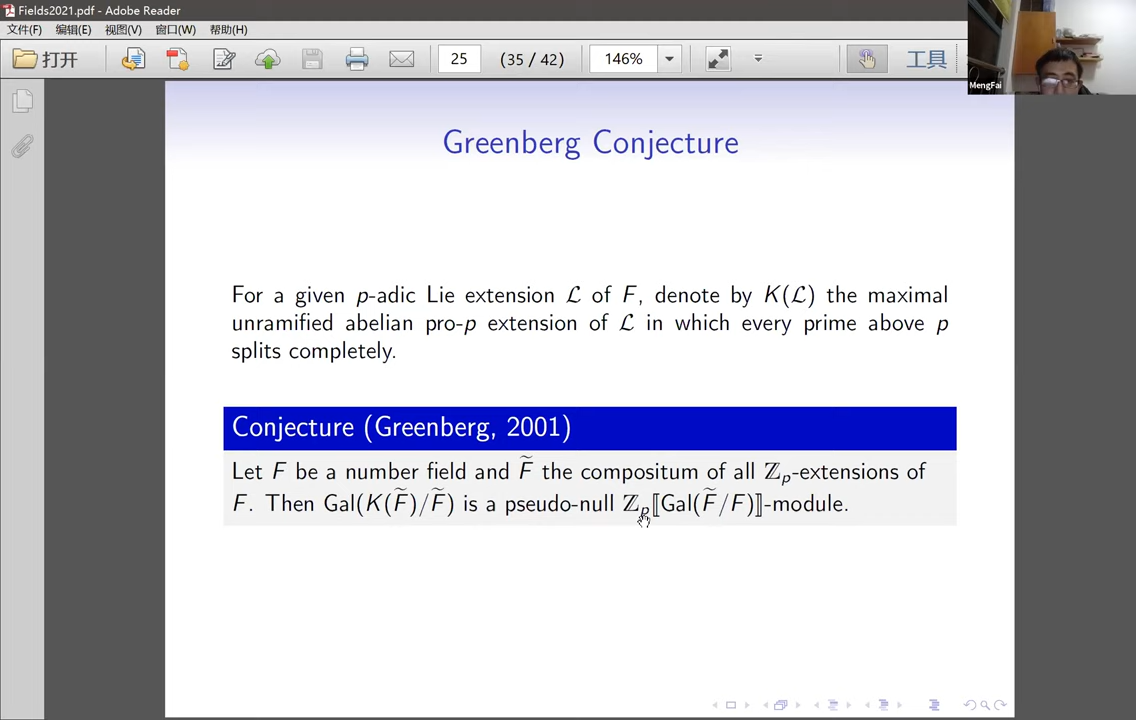 Fields2021.pdf - Adobe Reader
文件(F) 编辑(E) 视图(V) 窗口(W) 帮助(H)
打开 25 (35 / 42) 146% 工具
MengFai
Greenberg Conjecture
For a given p-adic Lie extension ℒ of F, denote by K(ℒ) the maximal
unramified abelian pro-p extension of ℒ in which every prime above p
splits completely.
Conjecture (Greenberg, 2001)
Let F be a number field and F̃ the compositum of all ℤₚ-extensions of
F. Then Gal(K(F̃)/F̃) is a pseudo-null ℤₚ⟦Gal(F̃/F)⟧-module.